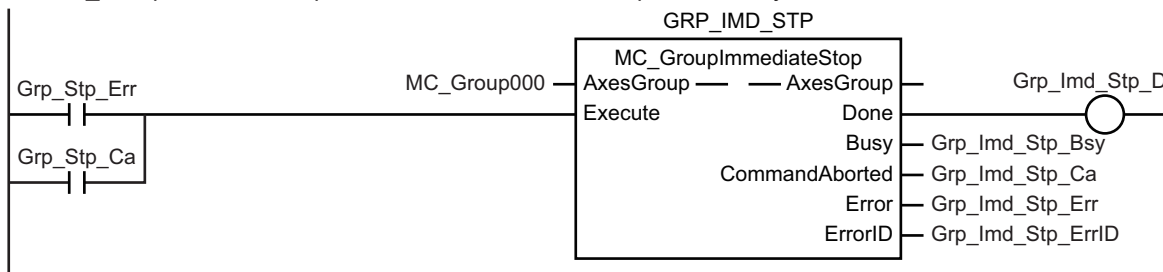 GRP_IMD_STP
MC_GroupImmediateStop
MC_Group000 AxesGroup AxesGroup
Grp_Stp_Err Execute Done Grp_Imd_Stp_D
Busy Grp_Imd_Stp_Bsy
Grp_Stp_Ca CommandAborted Grp_Imd_Stp_Ca
Error Grp_Imd_Stp_Err
ErrorID Grp_Imd_Stp_ErrID